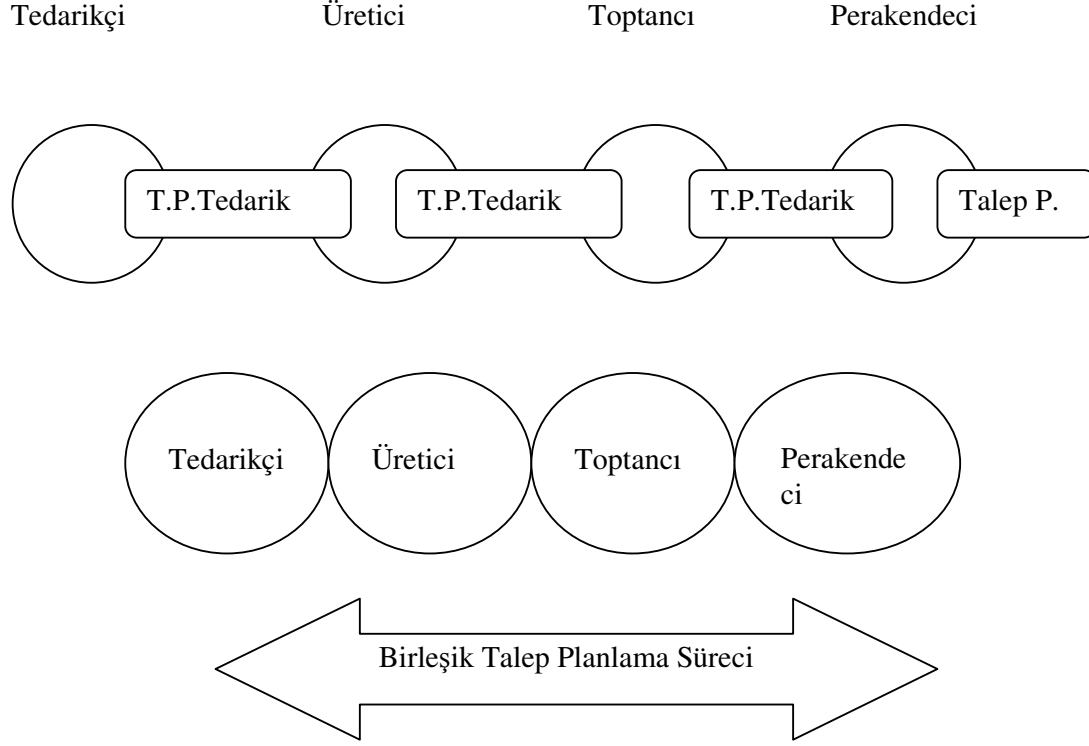 Tedarikçi Üretici Toptancı Perakendeci
T.P.Tedarik T.P.Tedarik T.P.Tedarik Talep P.
Tedarikçi Üretici Toptancı Perakende
ci
Birleşik Talep Planlama Süreci